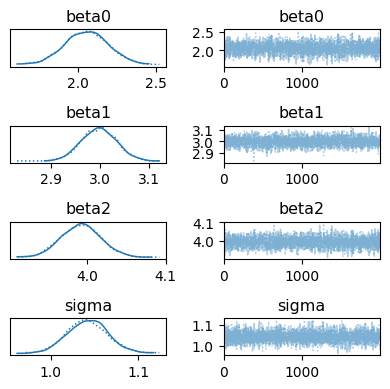 beta0 beta0
2.5
2.0
2.0 2.5 0 1000
beta1 beta1
3.1
3.0
2.9
2.9 3.0 3.1 0 1000
beta2 beta2
4.1
4.0
4.0 4.1 0 1000
sigma sigma
1.1
1.0
1.0 1.1 0 1000